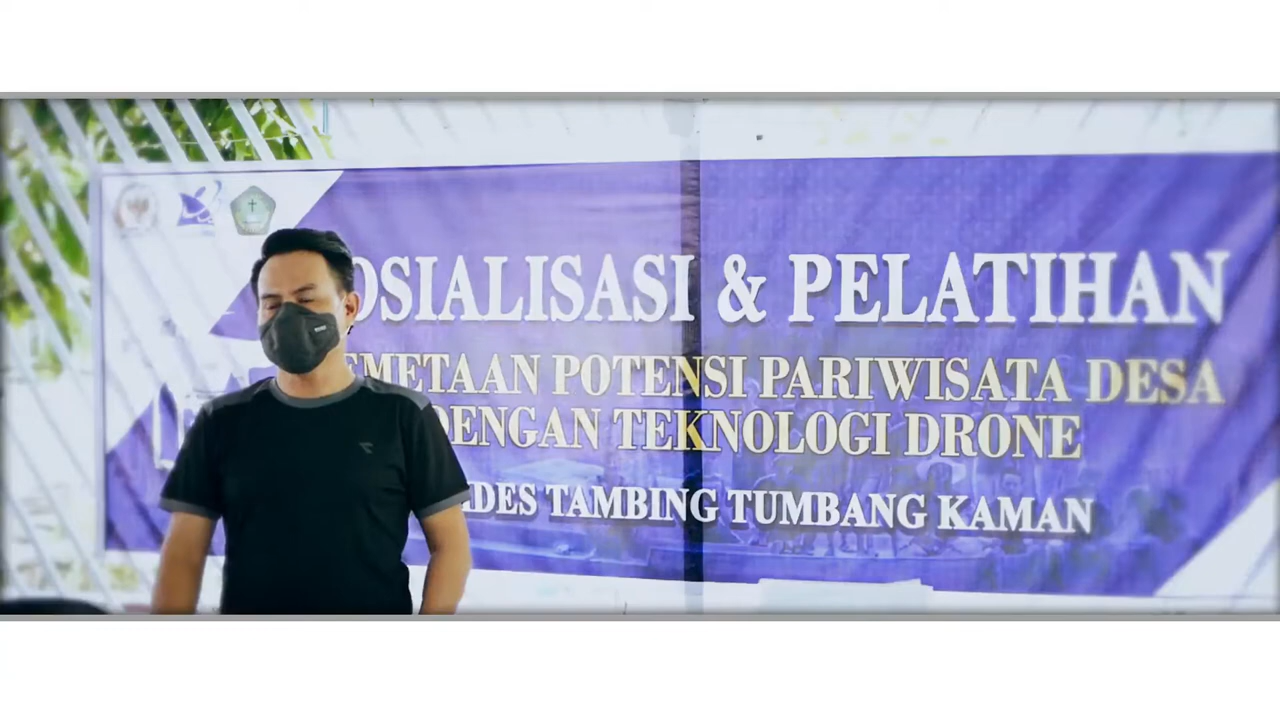 OSIALISASI & PELATIHAN
EMETAAN POTENSI PARIWISATA DESA
DENGAN TEKNOLOGI DRONE
DES TAMBING TUMBANG KAMAN